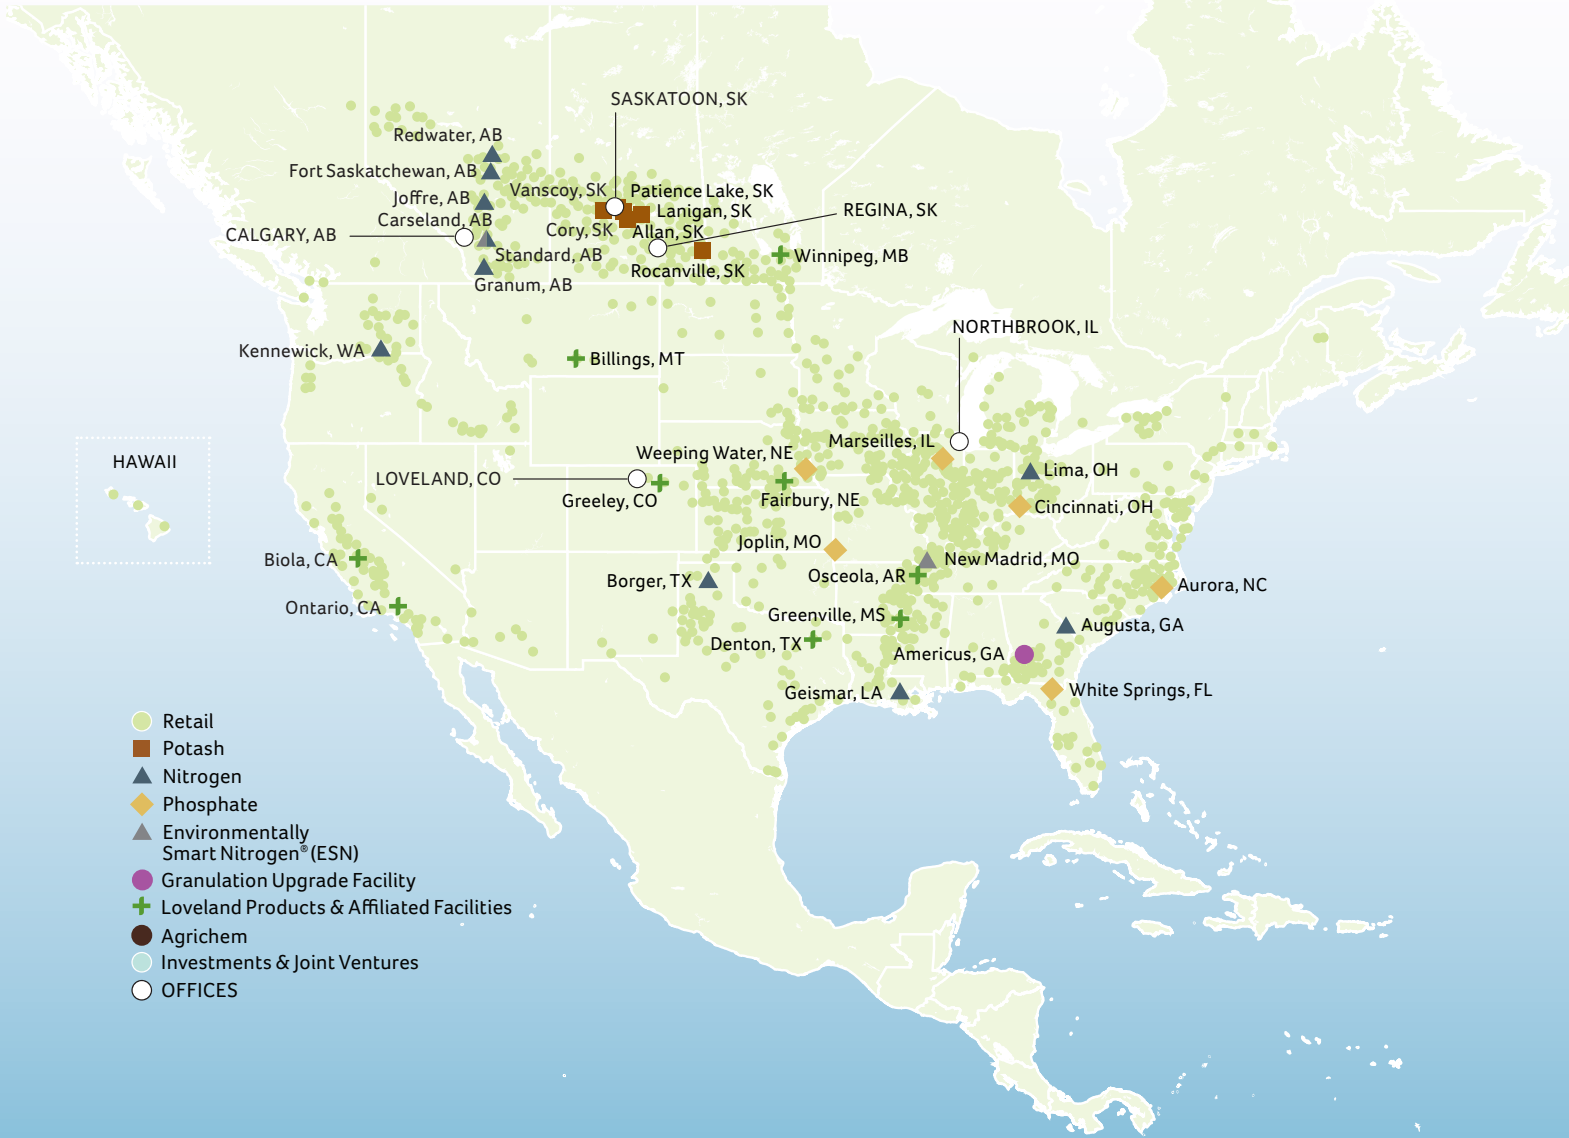 SASKATOON, SK
Redwater, AB
Fort Saskatchewan, AB
Vanscoy, SK
Patience Lake, SK
Joffre, AB
Lanigan, SK
REGINA, SK
Carseland, AB
CALGARY, AB
Cory, SK
Allan, SK
Standard, AB
Winnipeg, MB
Rocanville, SK
Granum, AB
NORTHBROOK, IL
Kennewick, WA
Billings, MT
Marseilles, IL
Weeping Water, NE
HAWAII
Lima, OH
LOVELAND, CO
Greeley, CO
Fairbury, NE
Cincinnati, OH
Joplin, MO
Biola, CA
New Madrid, MO
Borger, TX
Osceola, AR
Aurora, NC
Ontario, CA
Greenville, MS
Augusta, GA
Denton, TX
Americus, GA
Geismar, LA
White Springs, FL
Retail
Potash
Nitrogen
Phosphate
Environmentally
Smart Nitrogen®(ESN)
Granulation Upgrade Facility
Loveland Products & Affiliated Facilities
Agrichem
Investments & Joint Ventures
OFFICES